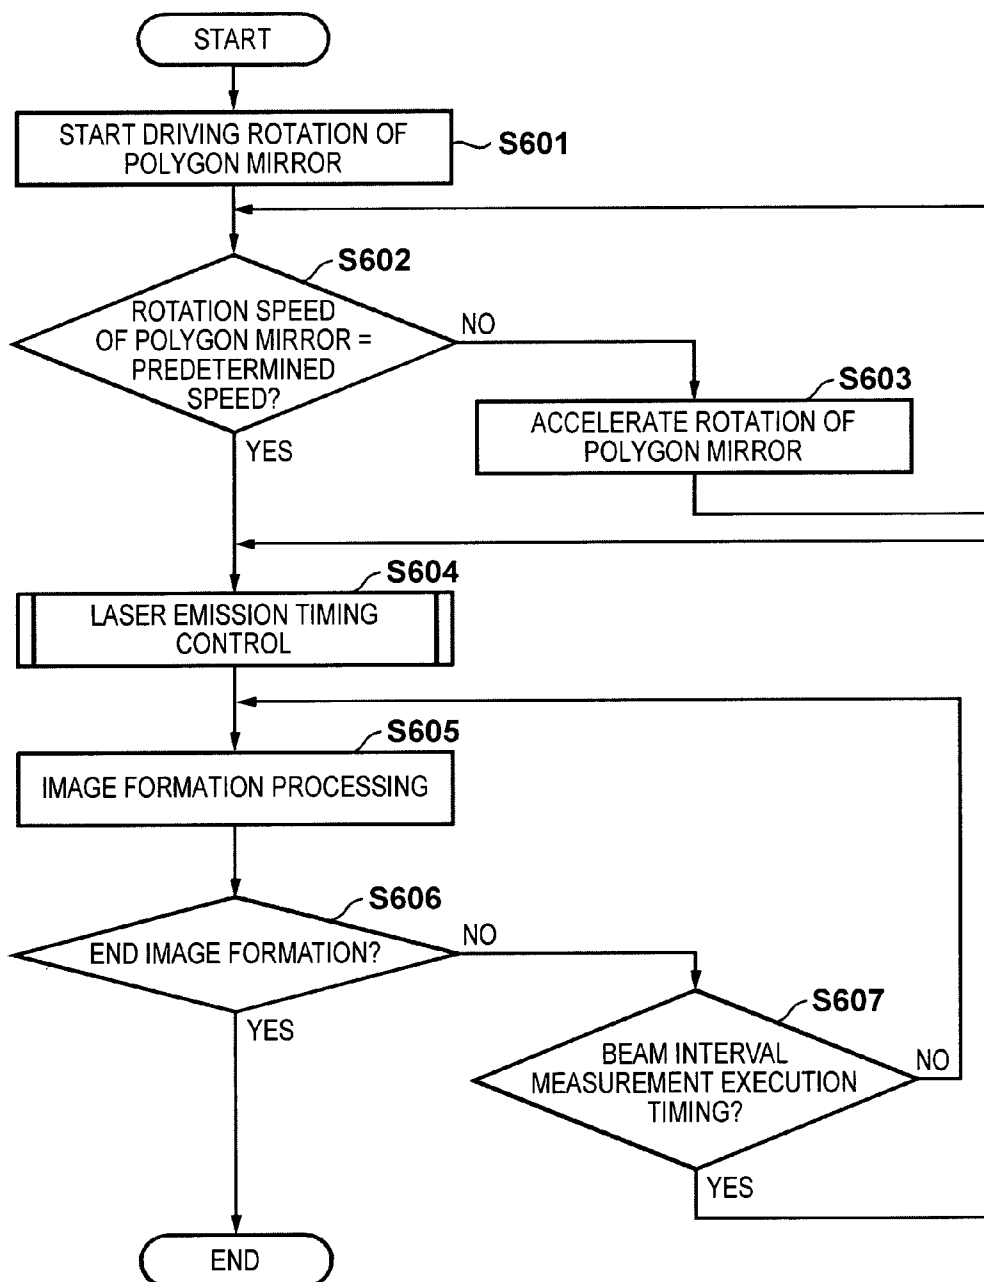 START
START DRIVING ROTATION OF
POLYGON MIRROR
S601
S602
ROTATION SPEED
OF POLYGON MIRROR =
PREDETERMINED
SPEED?
NO
YES
S603
ACCELERATE ROTATION OF
POLYGON MIRROR
S604
LASER EMISSION TIMING
CONTROL
S605
IMAGE FORMATION PROCESSING
S606
END IMAGE FORMATION?
NO
YES
S607
BEAM INTERVAL
MEASUREMENT EXECUTION
TIMING?
NO
YES
END